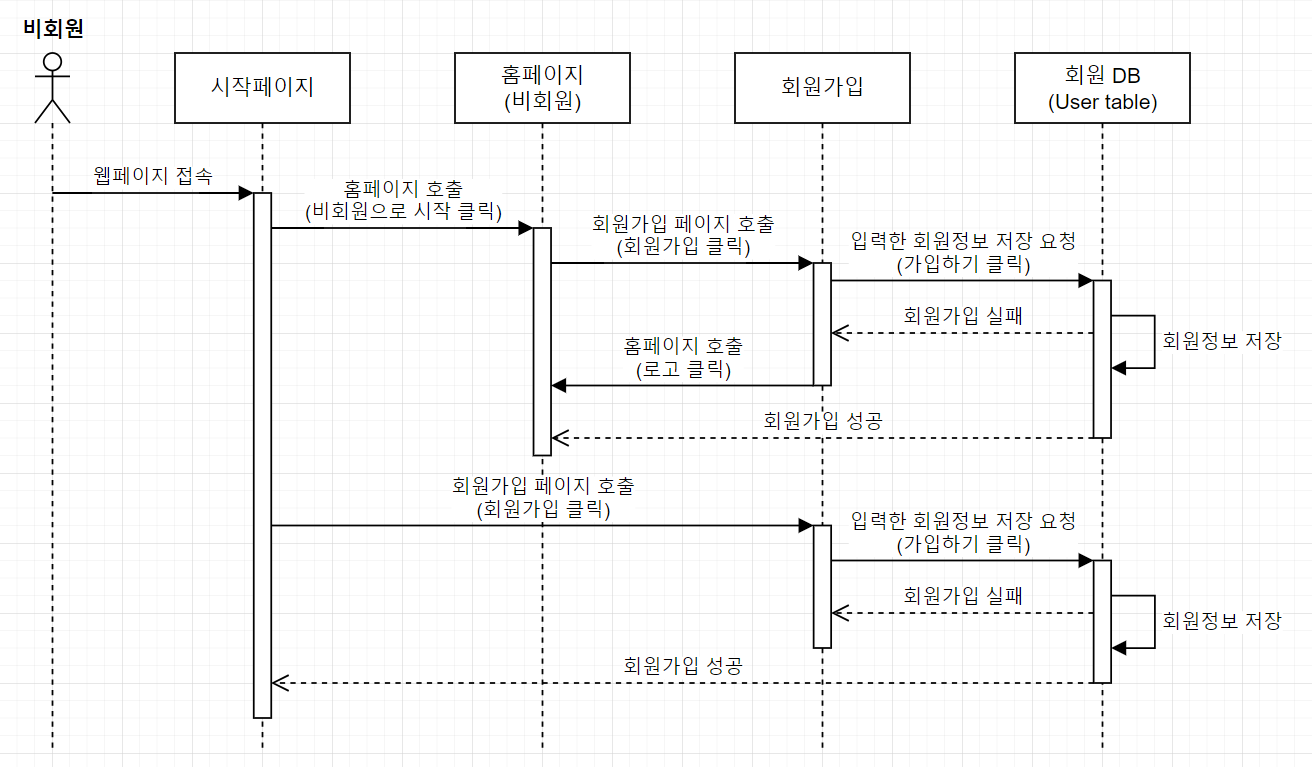 비회원
시작페이지
홈페이지
(비회원)
회원가입
회원 DB
(User table)
웹페이지 접속
홈페이지 호출
(비회원으로 시작 클릭)
회원가입 페이지 호출
(회원가입 클릭)
입력한 회원정보 저장 요청
(가입하기 클릭)
회원가입 실패
회원정보 저장
홈페이지 호출
(로고 클릭)
회원가입 성공
회원가입 페이지 호출
(회원가입 클릭)
입력한 회원정보 저장 요청
(가입하기 클릭)
회원가입 실패
회원정보 저장
회원가입 성공